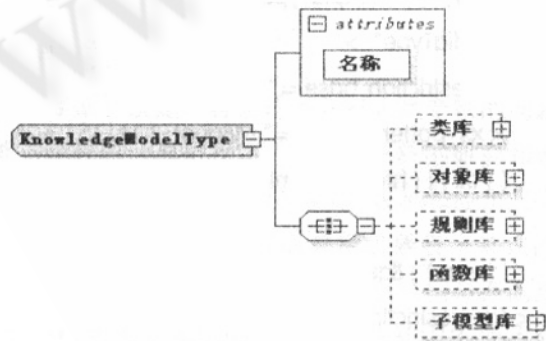 attributes
名称
KnowledgeModelType
类库
对象库
规则库
函数库
子模型库